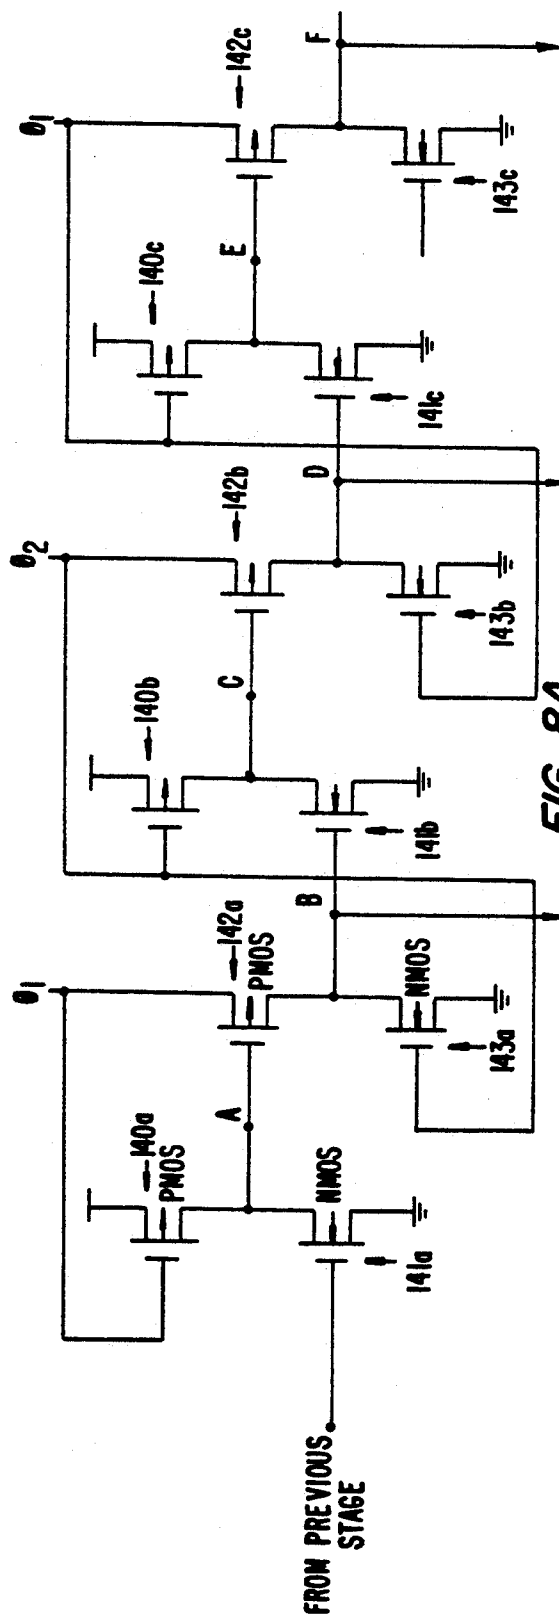 FROM PREVIOUS
STAGE
Ø1
140a
PMOS
A
142a
PMOS
NMOS
141a
NMOS
143a
B
Ø2
140b
C
142b
141b
143b
D
Ø1
140c
E
142c
141c
143c
F
FIG. 8A